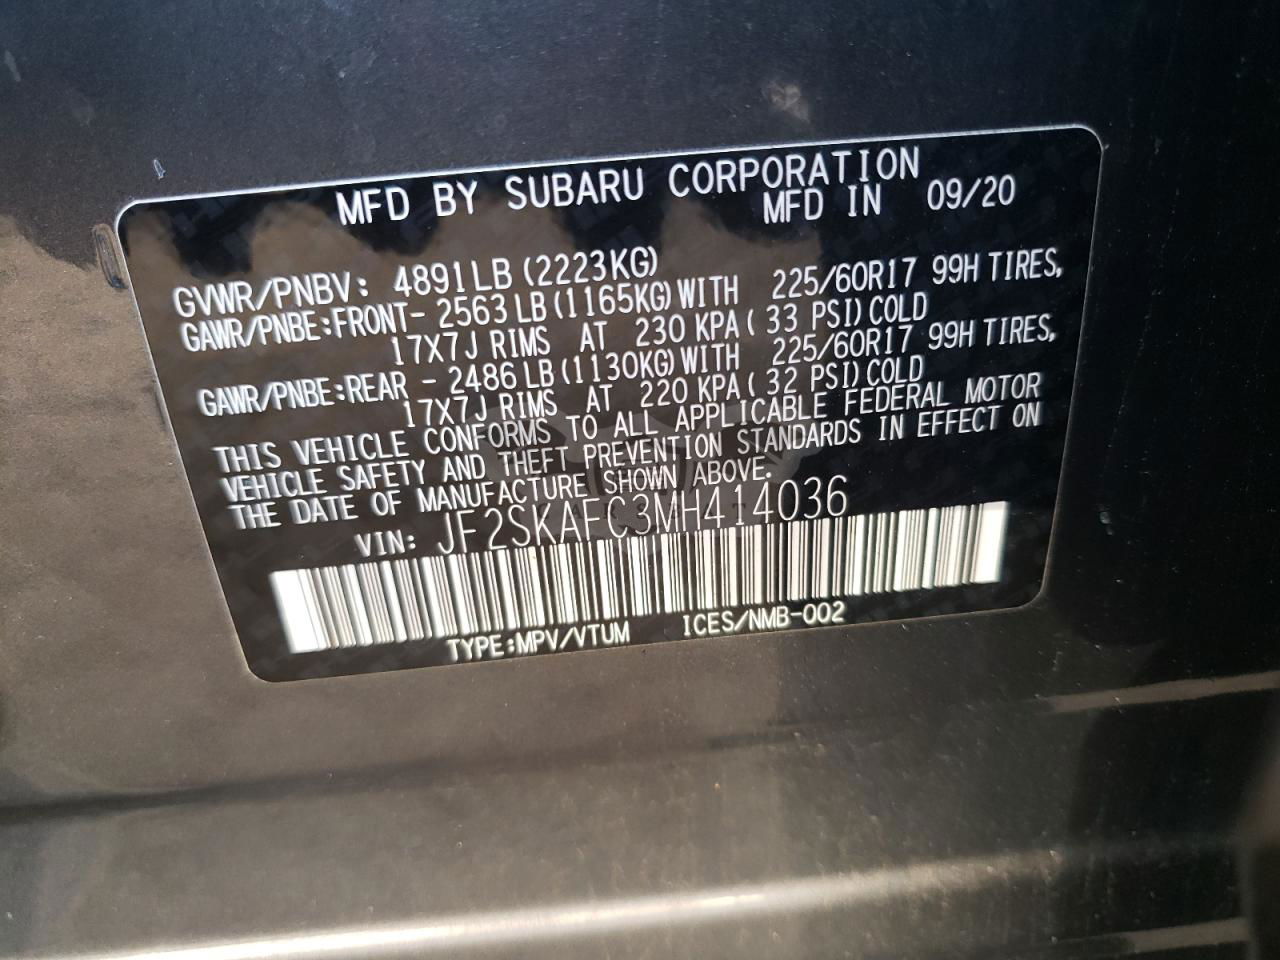 MFD BY SUBARU CORPORATION
MFD IN 09/20
GVWR/PNBV: 4891LB (2223KG)
GAWR/PNBE:FRONT- 2563 LB (1165KG) WITH 225/60R17 99H TIRES,
17X7J RIMS AT 230 KPA ( 33 PSI) COLD
GAWR/PNBE:REAR - 2486 LB (1130KG) WITH 225/60R17 99H TIRES,
17X7J RIMS AT 220 KPA ( 32 PSI) COLD
THIS VEHICLE CONFORMS TO ALL APPLICABLE FEDERAL MOTOR
VEHICLE SAFETY AND THEFT PREVENTION STANDARDS IN EFFECT ON
THE DATE OF MANUFACTURE SHOWN ABOVE.
VIN: JF2SKAFC3MH414036
TYPE:MPV/VTUM ICES/NMB-002